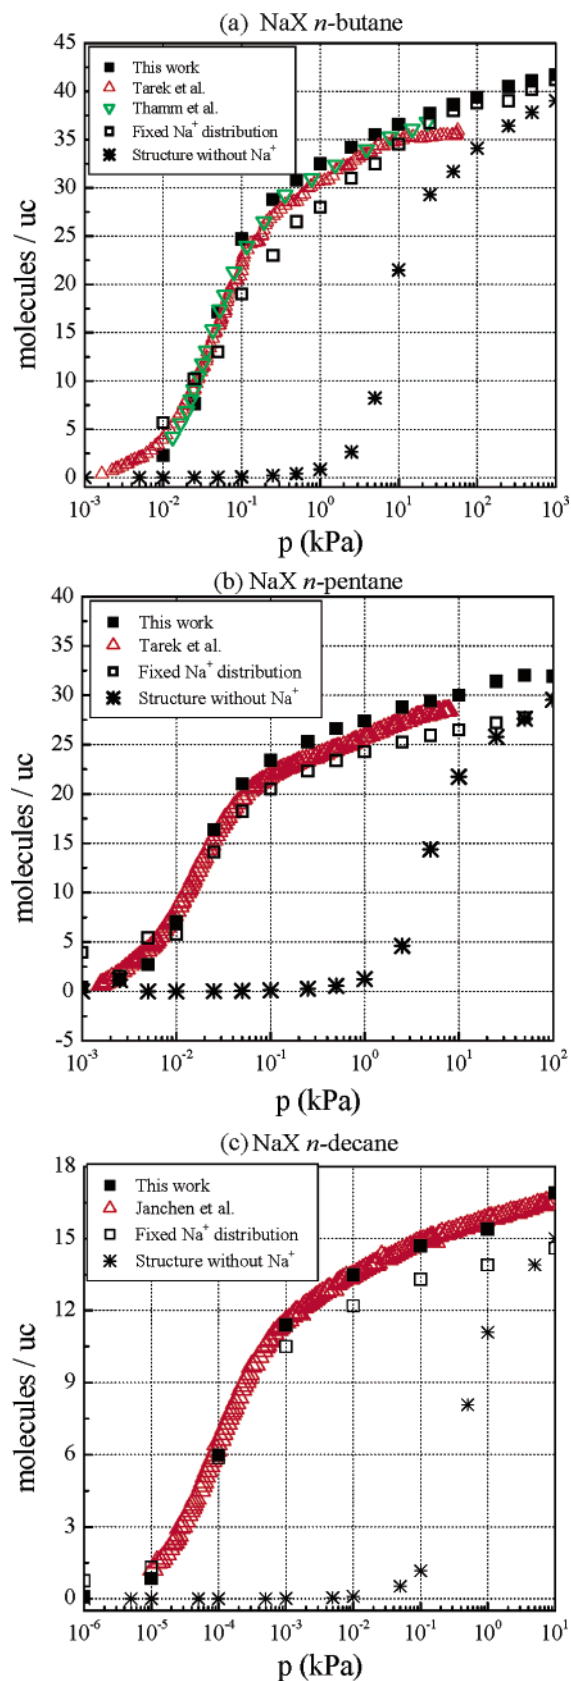 (a) NaX n-butane
45
40
35
30
25
20
15
10
5
0
molecules / uc
This work
Tarek et al.
Thamm et al.
Fixed Na⁺ distribution
Structure without Na⁺
10⁻³ 10⁻² 10⁻¹ 10⁰ 10¹ 10² 10³
p (kPa)
(b) NaX n-pentane
40
35
30
25
20
15
10
5
0
-5
molecules / uc
This work
Tarek et al.
Fixed Na⁺ distribution
Structure without Na⁺
10⁻³ 10⁻² 10⁻¹ 10⁰ 10¹ 10²
p (kPa)
(c) NaX n-decane
18
15
12
9
6
3
0
molecules / uc
This work
Janchen et al.
Fixed Na⁺ distribution
Structure without Na⁺
10⁻⁶ 10⁻⁵ 10⁻⁴ 10⁻³ 10⁻² 10⁻¹ 10⁰ 10¹
p (kPa)